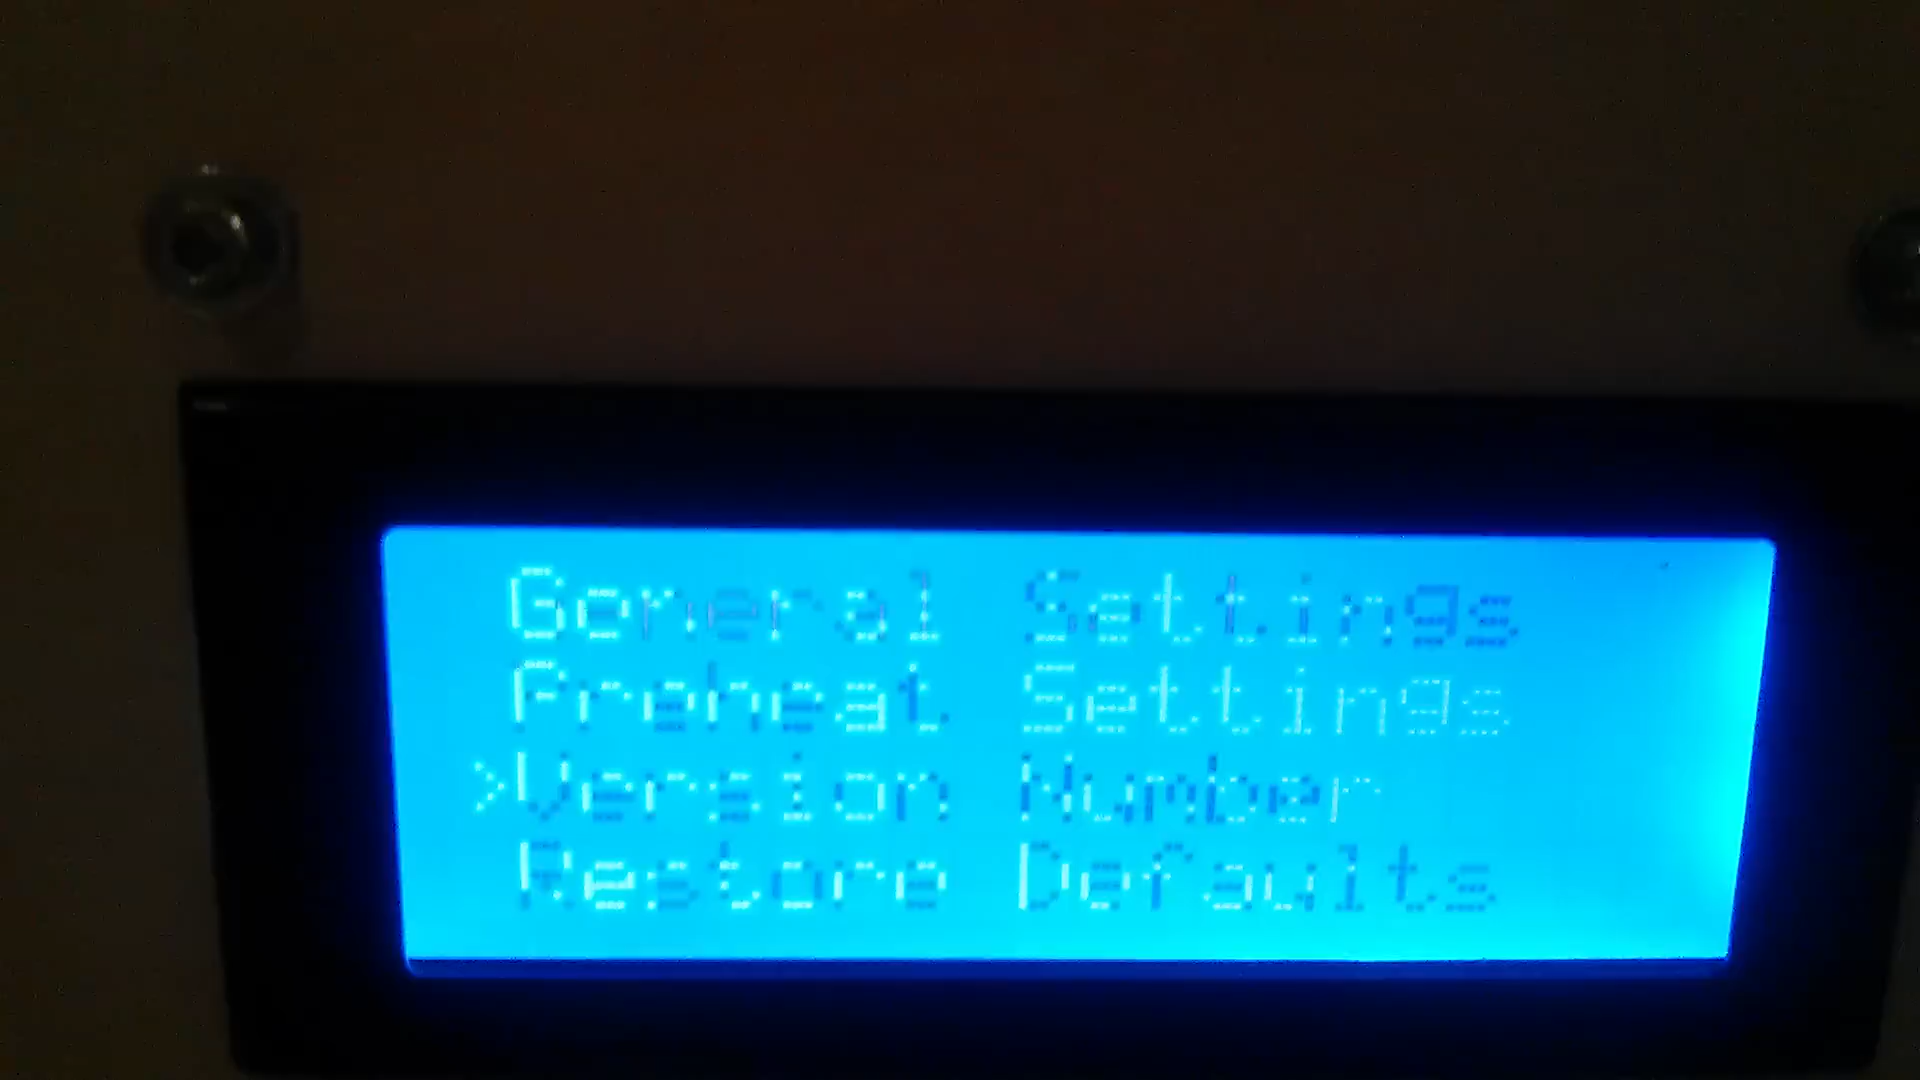 General Settings
Preheat Settings
>Version Number
Restore Defaults